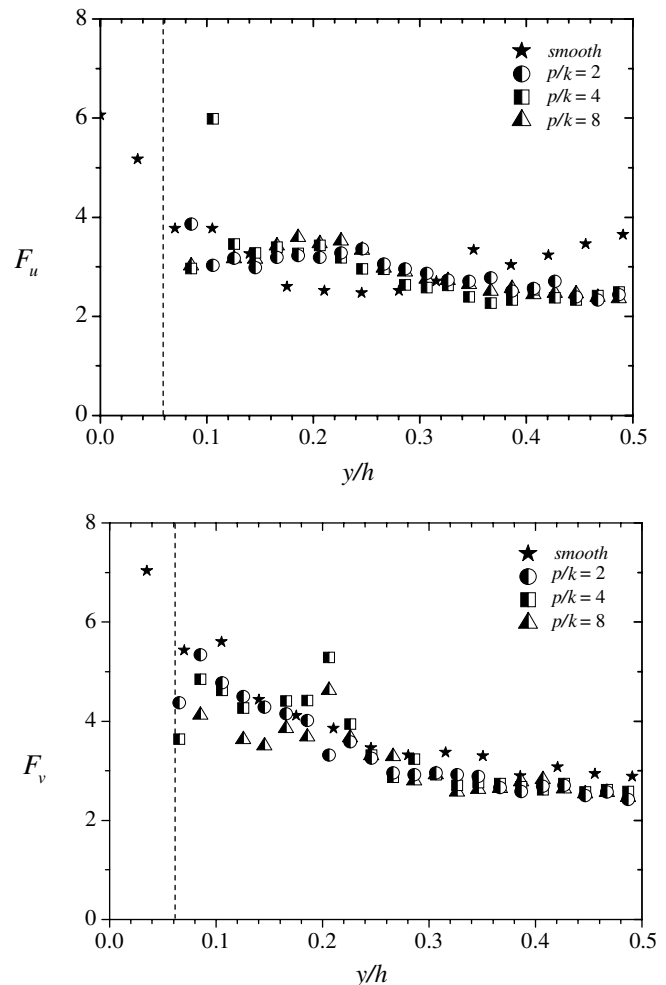 8
6
4
2
0
F_u
smooth
p/k = 2
p/k = 4
p/k = 8
0.0 0.1 0.2 0.3 0.4 0.5
y/h
8
6
4
2
0
F_v
smooth
p/k = 2
p/k = 4
p/k = 8
0.0 0.1 0.2 0.3 0.4 0.5
y/h